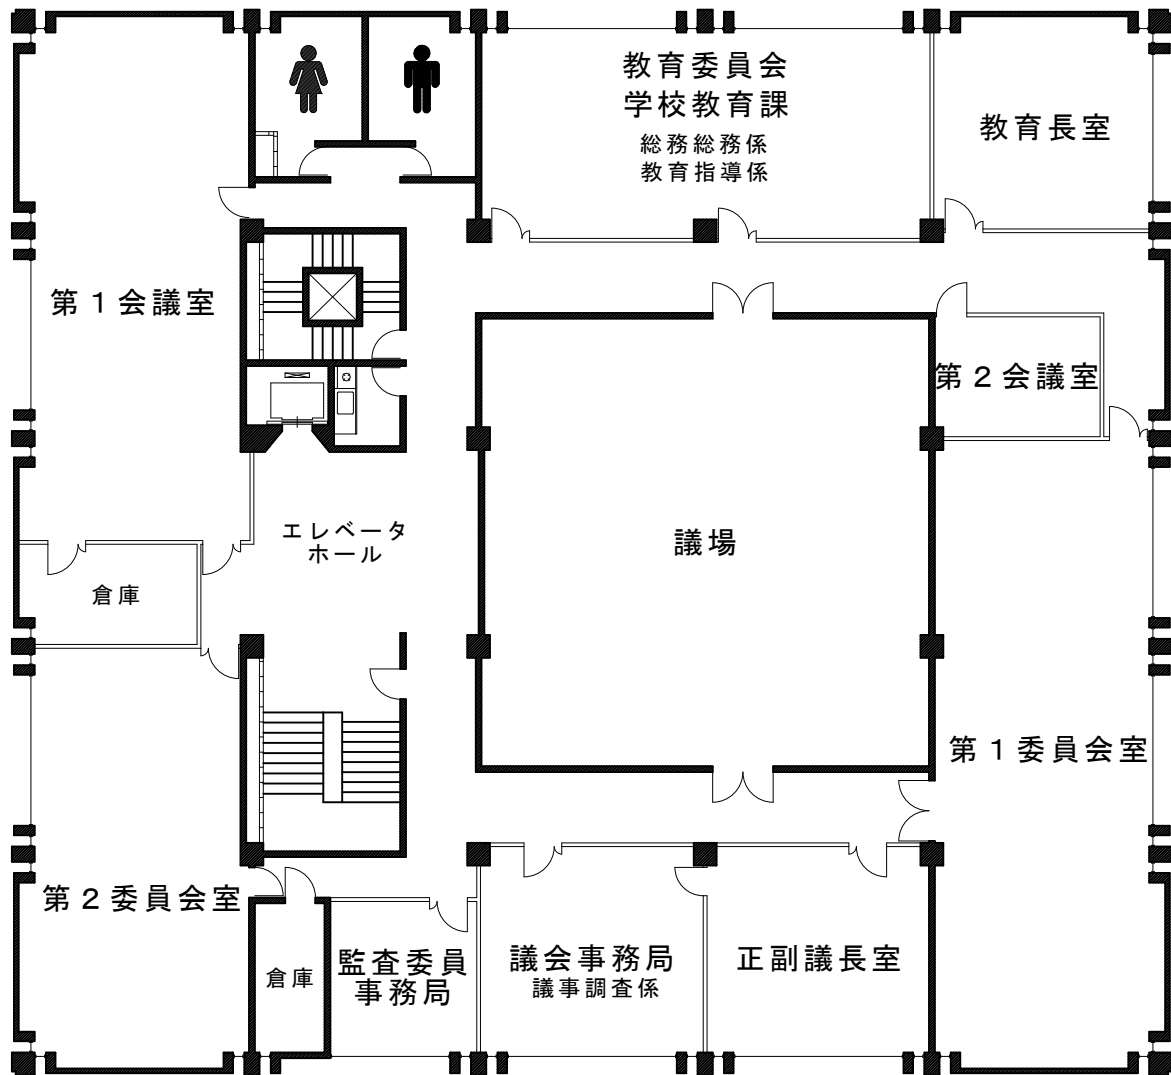 教育委員会
学校教育課
総務総務係
教育指導係
教育長室
第１会議室
第２会議室
エレベータ
ホール
議場
倉庫
第１委員会室
第２委員会室
倉庫
監査委員
事務局
議会事務局
議事調査係
正副議長室